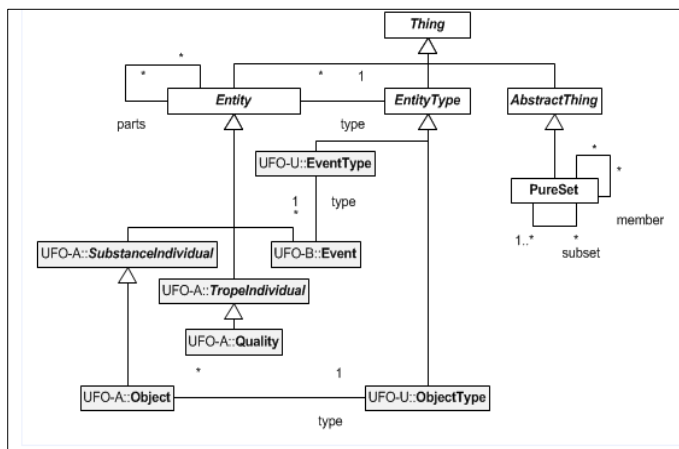 Thing
* * * 1
Entity EntityType AbstractThing
parts type
UFO-U::EventType
* *
PureSet
1 type
*
member
1..* *
subset
UFO-A::SubstanceIndividual UFO-B::Event
UFO-A::TropeIndividual
UFO-A::Quality
* 1
UFO-A::Object UFO-U::ObjectType
type